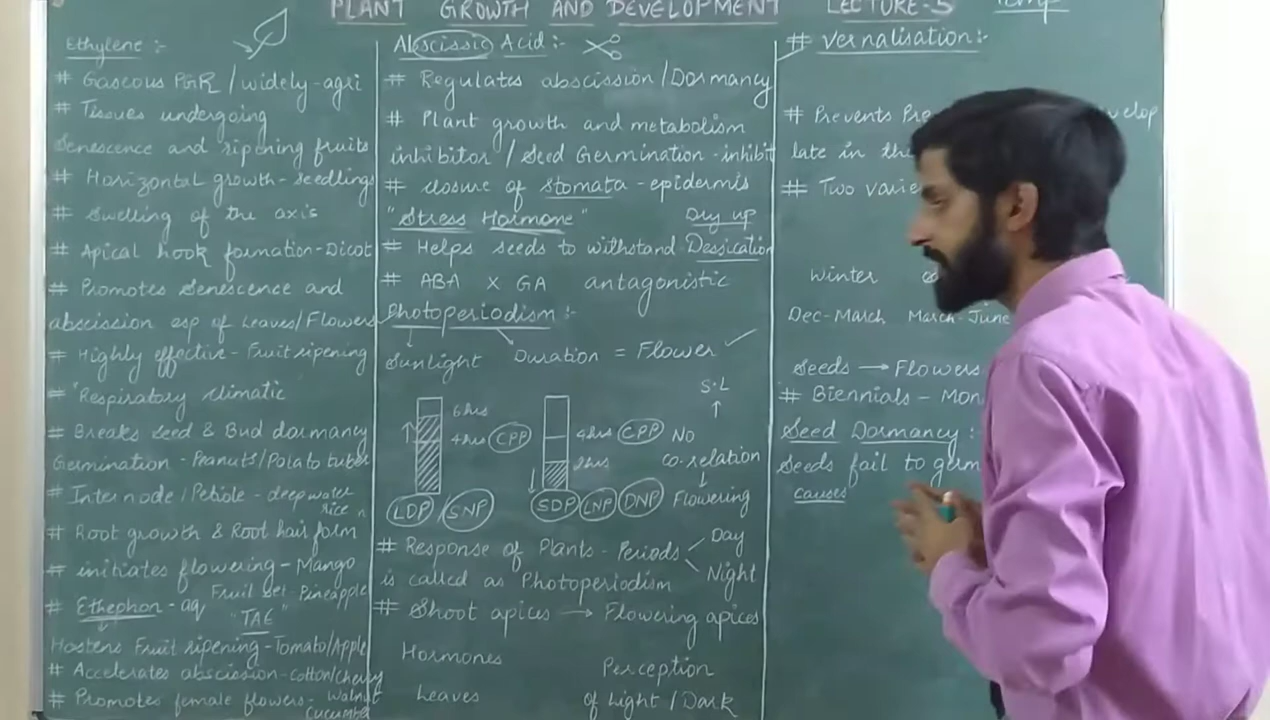 PLANT GROWTH AND DEVELOPMENT LECTURE-5 Temp
Ethylene :-
# Gaseous PGR / widely-agri
# Tissues undergoing
Senescence and ripening fruits
# Horizontal growth - seedlings
# Swelling of the axis
# Apical hook formation - Dicot
# Promotes Senescence and
abscission esp of Leaves/Flowers
# Highly effective - Fruit ripening
# "Respiratory climatic
# Breaks Seed & Bud dormancy
Germination - Peanuts/Potato tuber
# Internode / Petiole - deep water
rice
# Root growth & Root hair form
# initiates flowering - Mango
Fruit set - Pineapple
# Ethephon - aq "TAE"
Hastens Fruit ripening - Tomato/Apple
# Accelerates abscission - cotton/cherry
walnut
# Promotes female flowers - cucumber
Abscissic Acid :-
# Regulates abscission / Dormancy
# Plant growth and metabolism
inhibitor / Seed Germination - inhibit
# closure of stomata - epidermis
"Stress Hormone" Dry up
# Helps seeds to withstand Dessication
# ABA x GA antagonistic
Photoperiodism :-
Sunlight Duration = Flower
S.L
6hrs
4hrs CPP 4hrs CPP No
co-relation
2hrs
LDP / SNP SDP LNP DNP Flowering
# Response of Plants - Periods Day
Night
is called as Photoperiodism
# Shoot apices → Flowering apices
Hormones Perception
Leaves of Light / Dark
# Vernalisation :-
# Prevents Pre velop
late in the
# Two varie
winter
Dec-March March-June
Seeds → Flowers
# Biennials - Mon
Seed Dormancy :-
Seeds fail to germ
causes